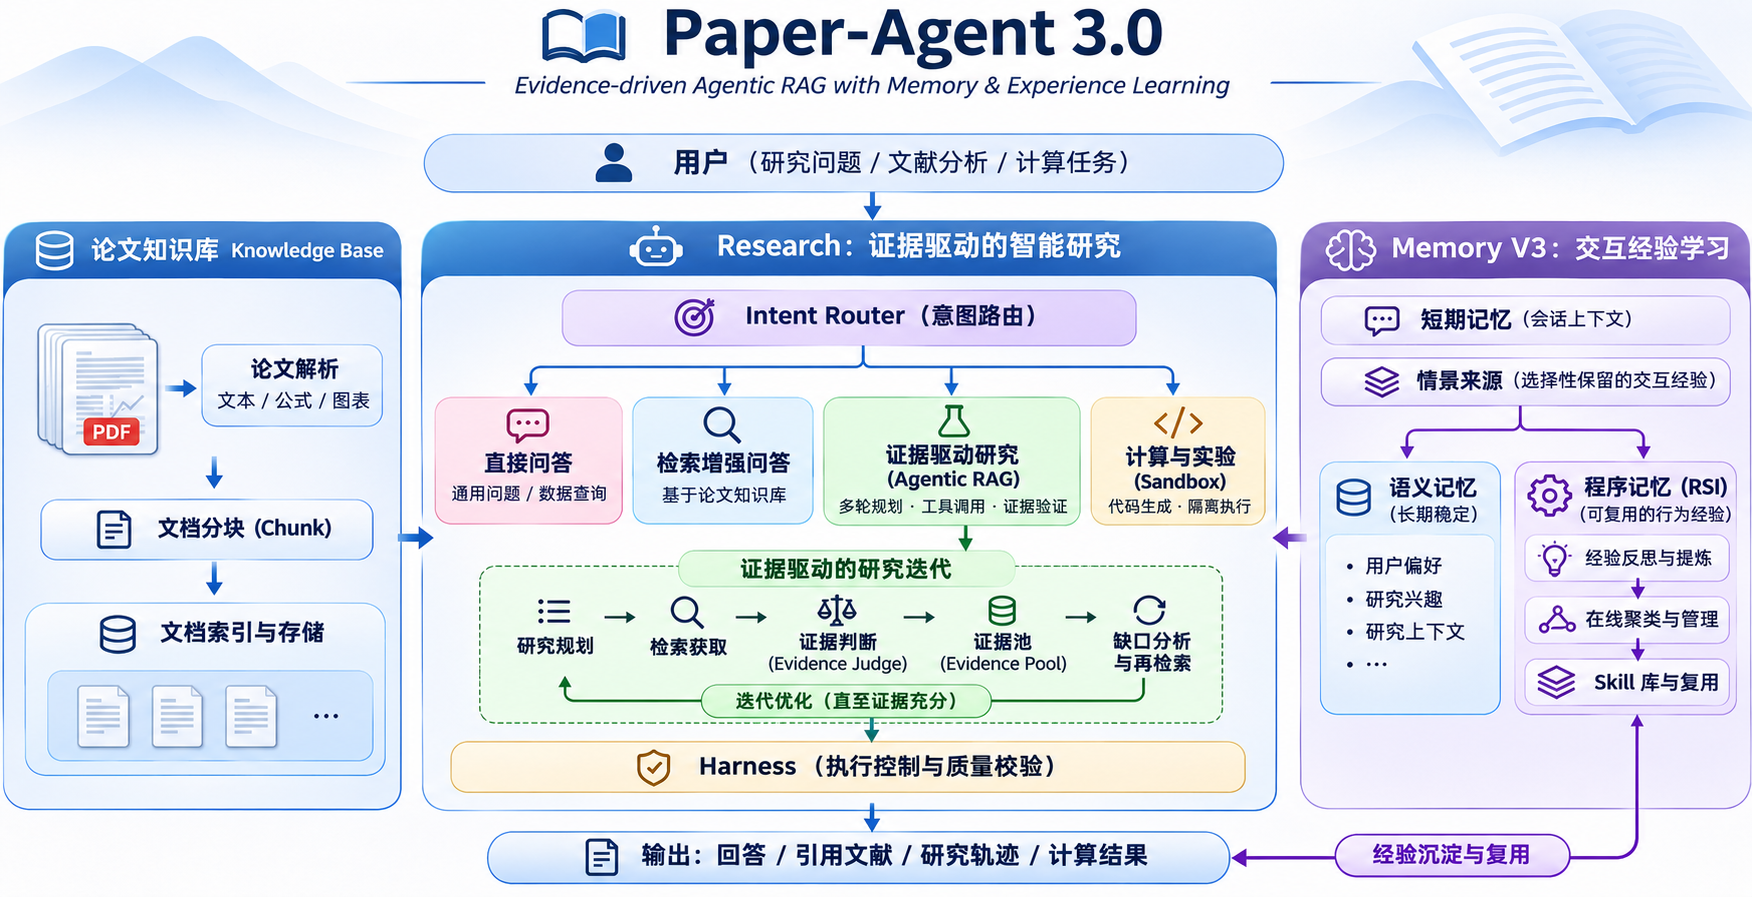 Paper-Agent 3.0
Evidence-driven Agentic RAG with Memory & Experience Learning
用户（研究问题 / 文献分析 / 计算任务）
论文知识库 Knowledge Base
PDF
论文解析
文本 / 公式 / 图表
文档分块 (Chunk)
文档索引与存储
...
Research：证据驱动的智能研究
Intent Router（意图路由）
直接问答
通用问题 / 数据查询
检索增强问答
基于论文知识库
证据驱动研究
(Agentic RAG)
多轮规划 · 工具调用 · 证据验证
计算与实验
(Sandbox)
代码生成 · 隔离执行
证据驱动的研究迭代
研究规划
检索获取
证据判断
(Evidence Judge)
证据池
(Evidence Pool)
缺口分析
与再检索
迭代优化（直至证据充分）
Harness（执行控制与质量校验）
Memory V3：交互经验学习
短期记忆（会话上下文）
情景来源（选择性保留的交互经验）
语义记忆
（长期稳定）
• 用户偏好
• 研究兴趣
• 研究上下文
• ...
程序记忆 (RSI)
（可复用的行为经验）
经验反思与提炼
在线聚类与管理
Skill 库与复用
输出：回答 / 引用文献 / 研究轨迹 / 计算结果
经验沉淀与复用